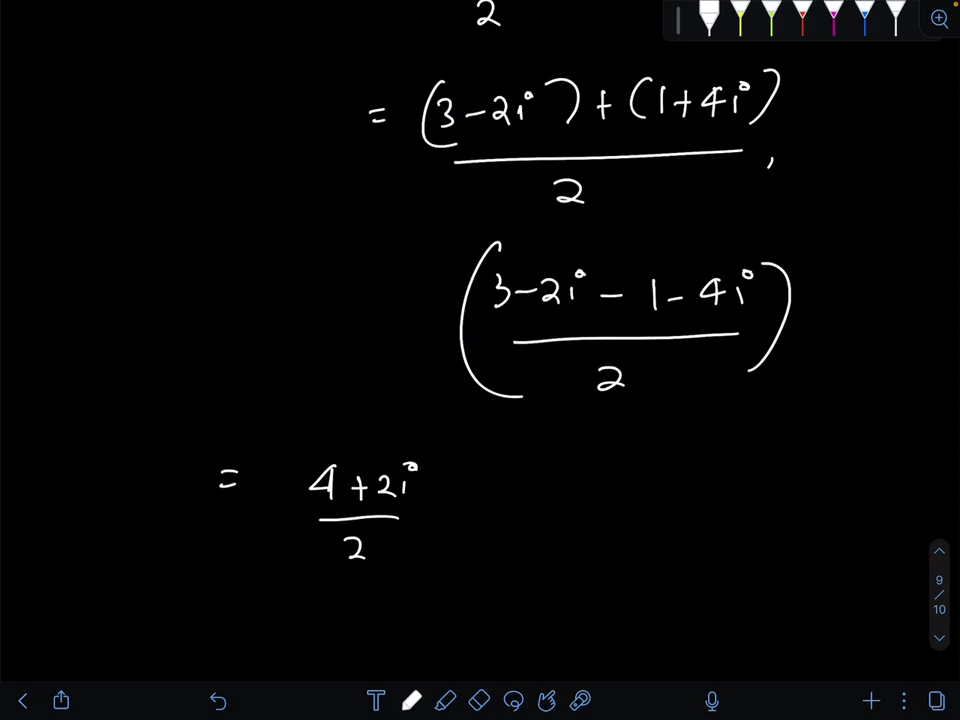 2
= (3-2i) + (1+4i)
2 ,
(3-2i - 1 - 4i)
2
= 4+2i
2
9
/
10
T